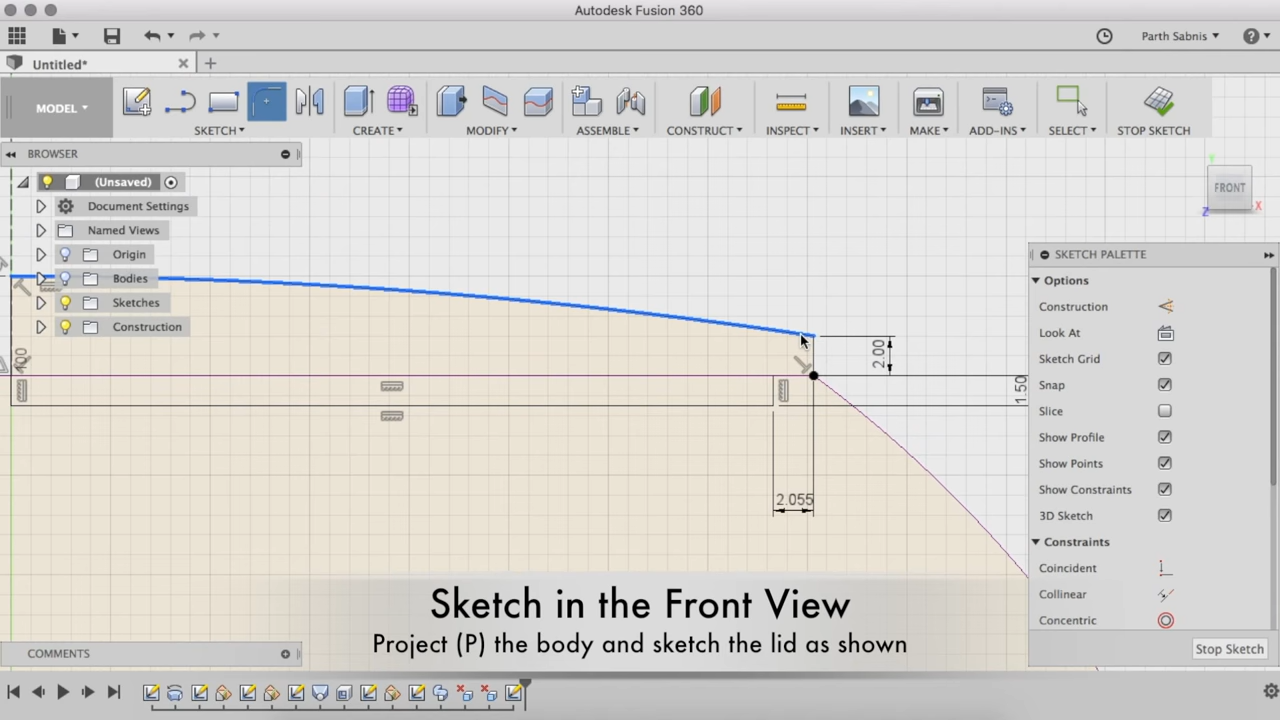 Autodesk Fusion 360
Parth Sabnis
Untitled*
MODEL
SKETCH
CREATE
MODIFY
ASSEMBLE
CONSTRUCT
INSPECT
INSERT
MAKE
ADD-INS
SELECT
STOP SKETCH
BROWSER
(Unsaved)
Document Settings
Named Views
Origin
Bodies
Sketches
Construction
FRONT
X
Z
2.00
1.50
2.055
SKETCH PALETTE
Options
Construction
Look At
Sketch Grid
Snap
Slice
Show Profile
Show Points
Show Constraints
3D Sketch
Constraints
Coincident
Collinear
Concentric
Stop Sketch
Sketch in the Front View
Project (P) the body and sketch the lid as shown
COMMENTS